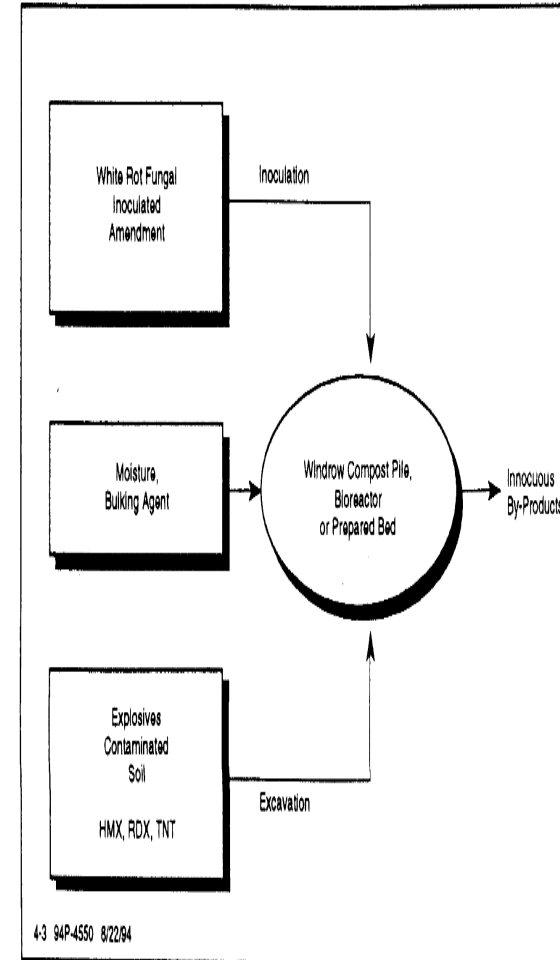 White Rot Fungal
Inoculated
Amendment
Inoculation
Moisture,
Bulking Agent
Windrow Compost Pile,
Bioreactor
or Prepared Bed
Innocuous
By-Products
Explosives
Contaminated
Soil
HMX, RDX, TNT
Excavation
4-3 94P-4550 8/22/94